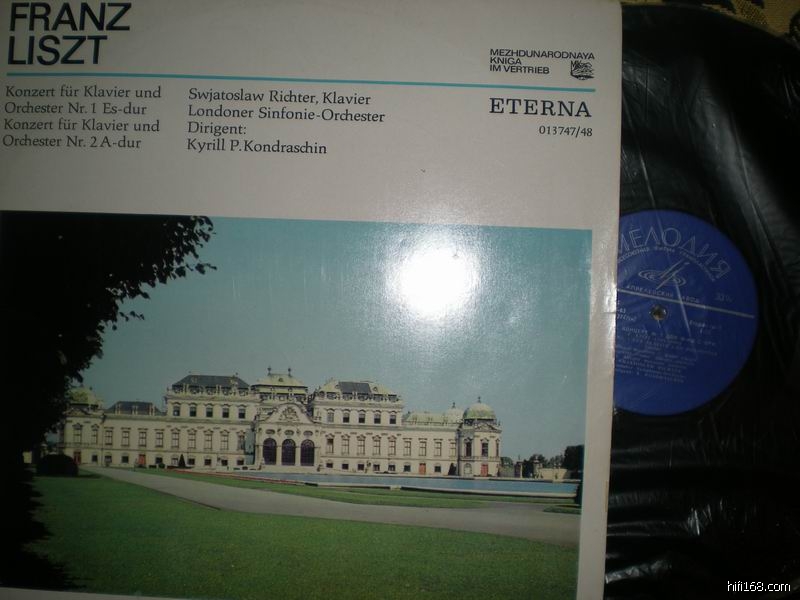 FRANZ
LISZT
MEZHDUNARODNAYA
KNIGA
IM VERTRIEB
Konzert für Klavier und
Orchester Nr. 1 Es-dur
Konzert für Klavier und
Orchester Nr. 2 A-dur
Swjatoslaw Richter, Klavier
Londoner Sinfonie-Orchester
Dirigent:
Kyrill P. Kondraschin
ETERNA
013747/48
МЕЛОДИЯ
АПРЕЛЕВСКИЙ ЗАВОД
hifi168.com